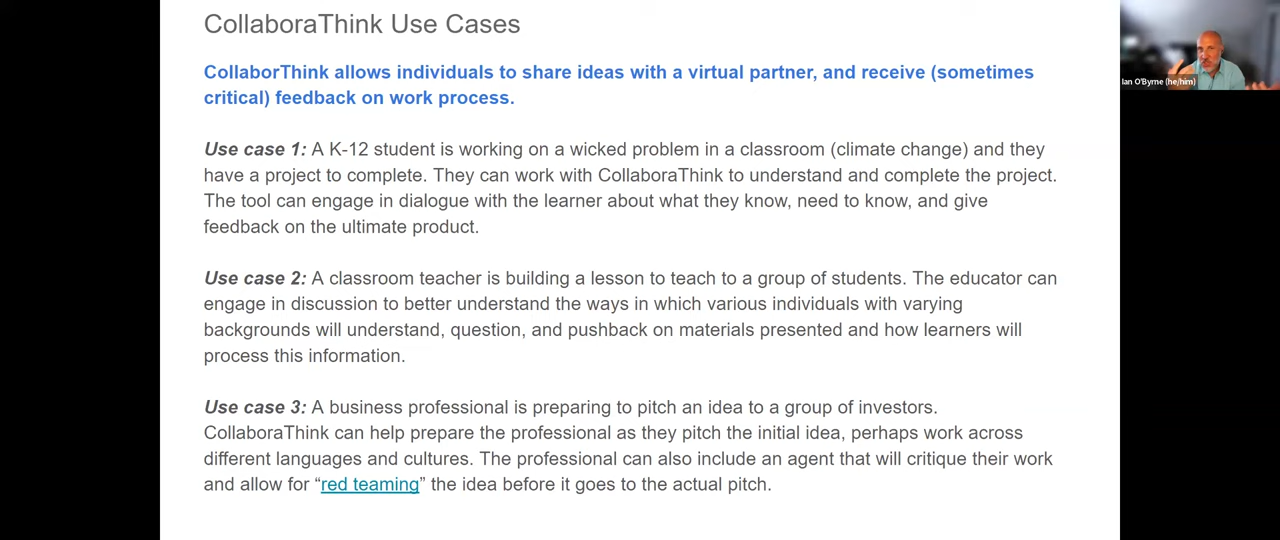 CollaboraThink Use Cases
CollaborThink allows individuals to share ideas with a virtual partner, and receive (sometimes
critical) feedback on work process.
Use case 1: A K-12 student is working on a wicked problem in a classroom (climate change) and they
have a project to complete. They can work with CollaboraThink to understand and complete the project.
The tool can engage in dialogue with the learner about what they know, need to know, and give
feedback on the ultimate product.
Use case 2: A classroom teacher is building a lesson to teach to a group of students. The educator can
engage in discussion to better understand the ways in which various individuals with varying
backgrounds will understand, question, and pushback on materials presented and how learners will
process this information.
Use case 3: A business professional is preparing to pitch an idea to a group of investors.
CollaboraThink can help prepare the professional as they pitch the initial idea, perhaps work across
different languages and cultures. The professional can also include an agent that will critique their work
and allow for “red teaming” the idea before it goes to the actual pitch.
Ian O'Byrne (he/him)